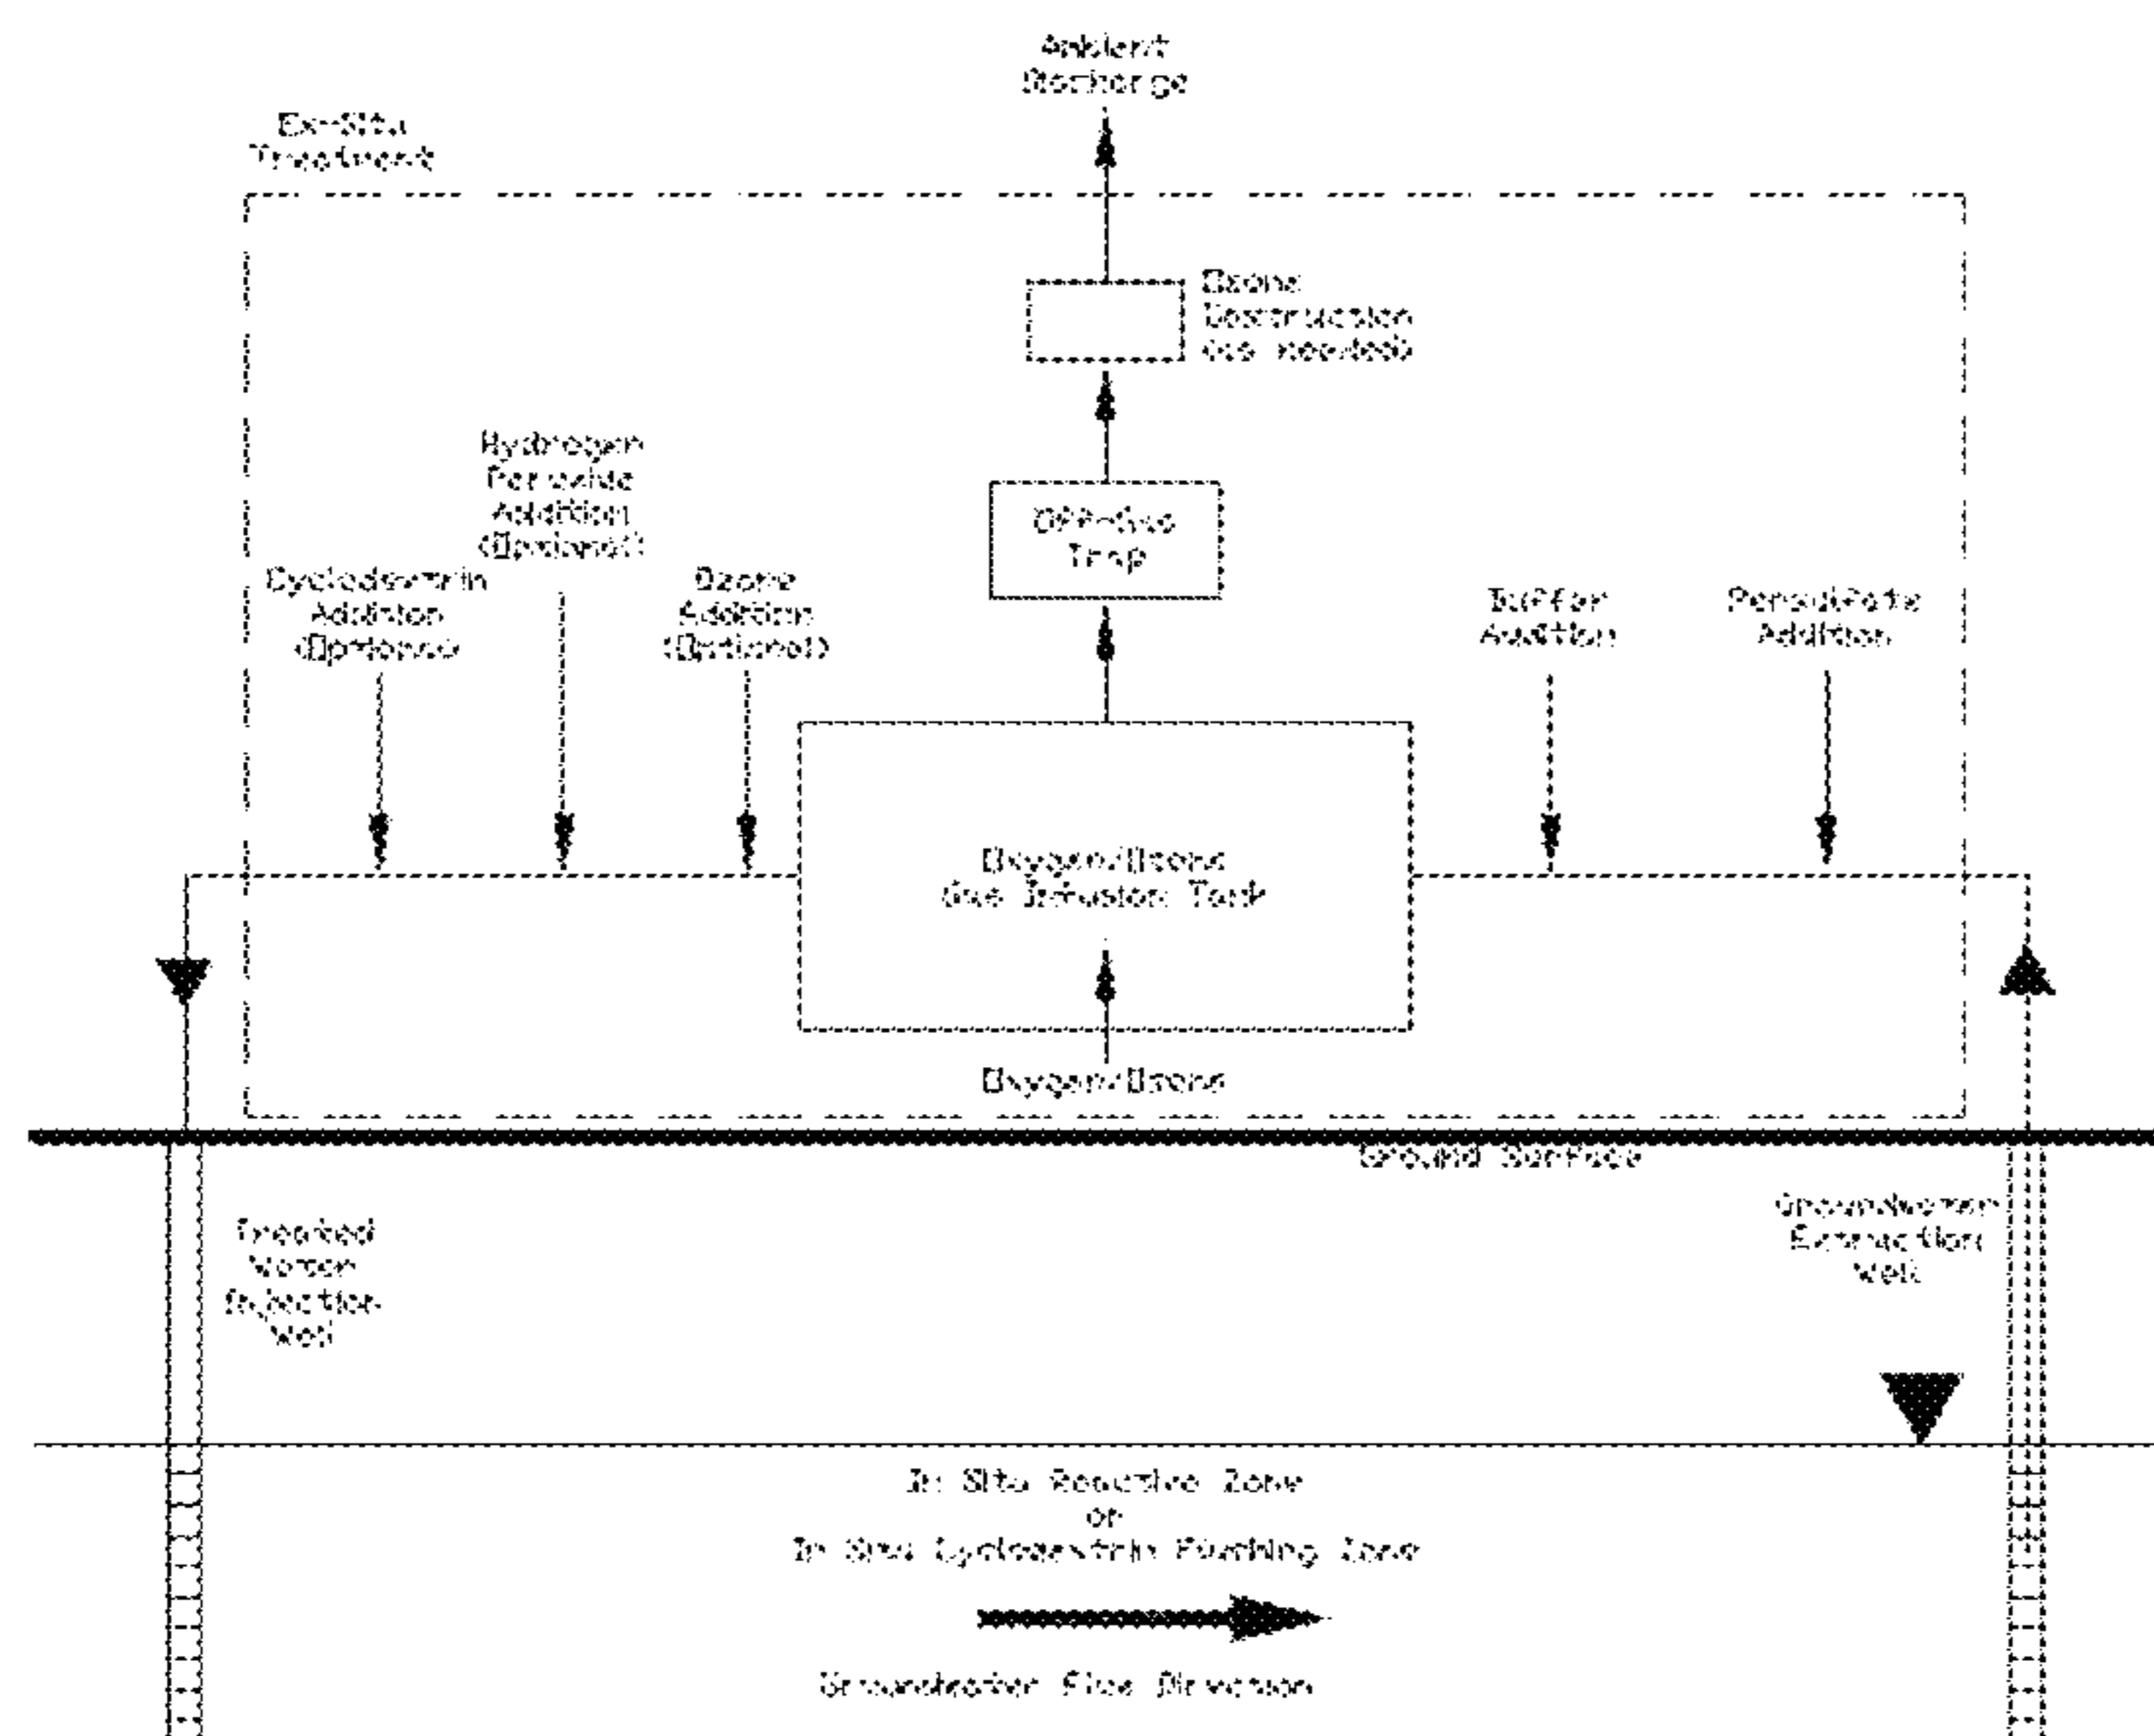 Ambient
Discharge
Ex-Situ
Treatment
Ozone
Destruction
(as needed)
Hydrogen
Peroxide
Addition
(Optional)
Off-Gas
Trap
Cyclodextrin
Addition
(Optional)
Ozone
Addition
(Optional)
Buffer
Addition
Persulfate
Addition
Oxygen/Ozone
Gas Infusion Tank
Oxygen/Ozone
Ground Surface
Treated
Water
Injection
Well
Groundwater
Extraction
Well
In Situ Reactive Zone
or
In Situ Cyclodextrin Flushing Zone
Groundwater Flow Direction